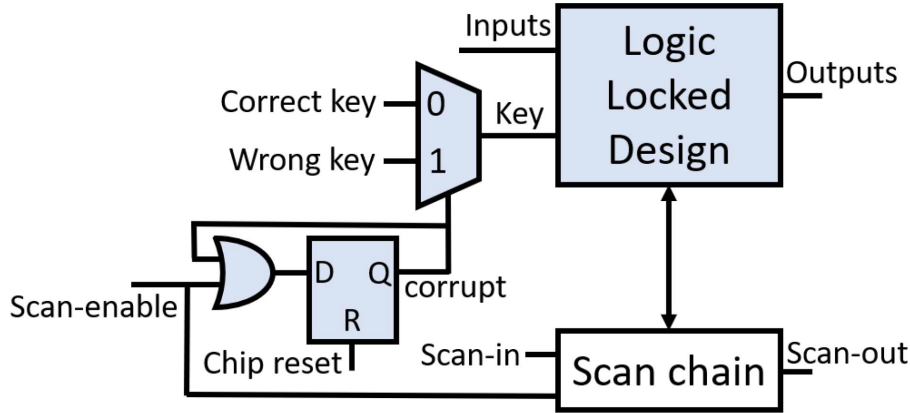 Inputs
Logic
Locked
Design
Outputs
Correct key
0
Key
Wrong key
1
D
Q
corrupt
Scan-enable
R
Chip reset
Scan-in
Scan chain
Scan-out